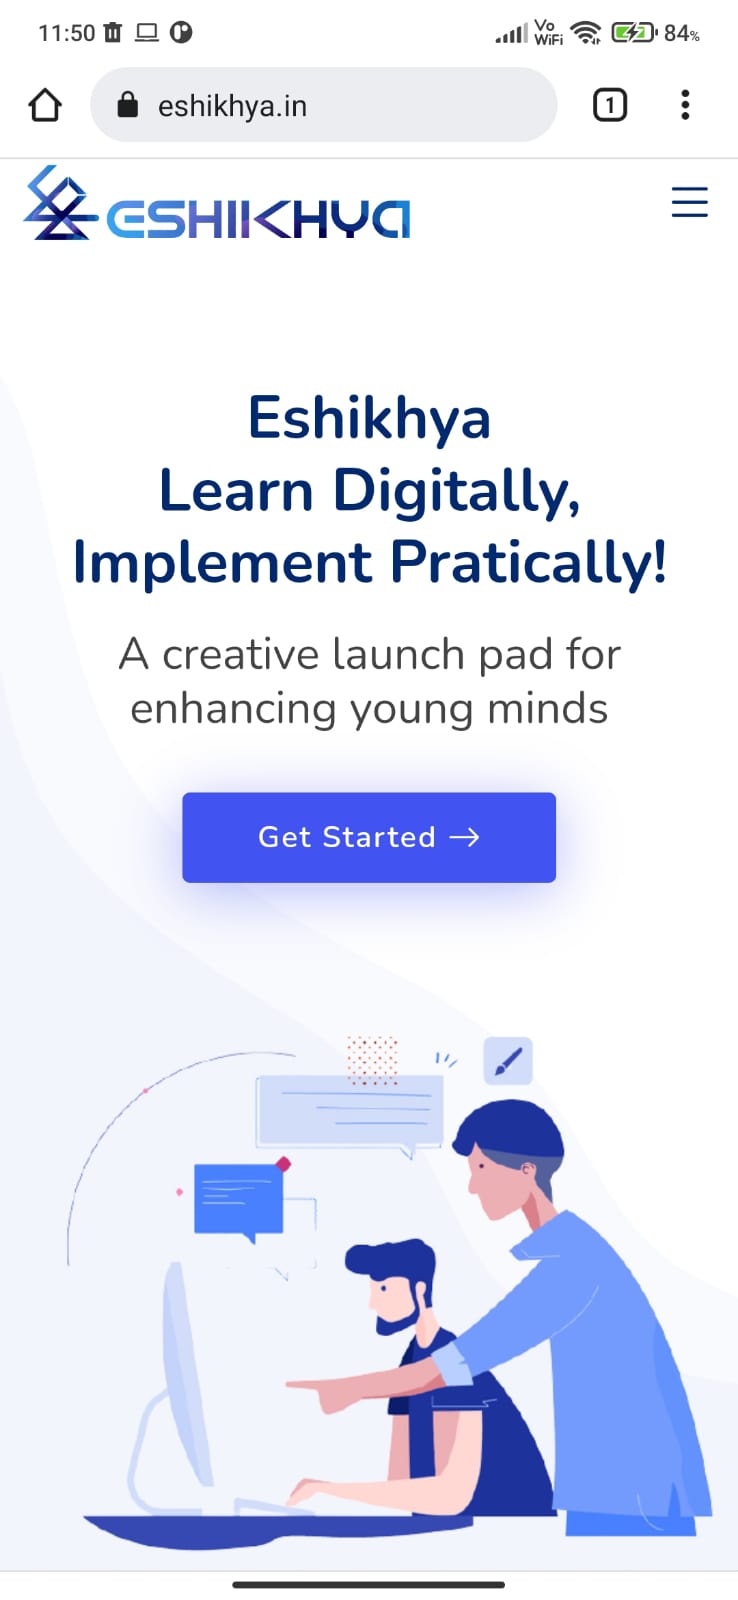 11:50
Vo
WiFi
84%
eshikhya.in
1
ESHIKHYA
Eshikhya
Learn Digitally,
Implement Pratically!
A creative launch pad for
enhancing young minds
Get Started →